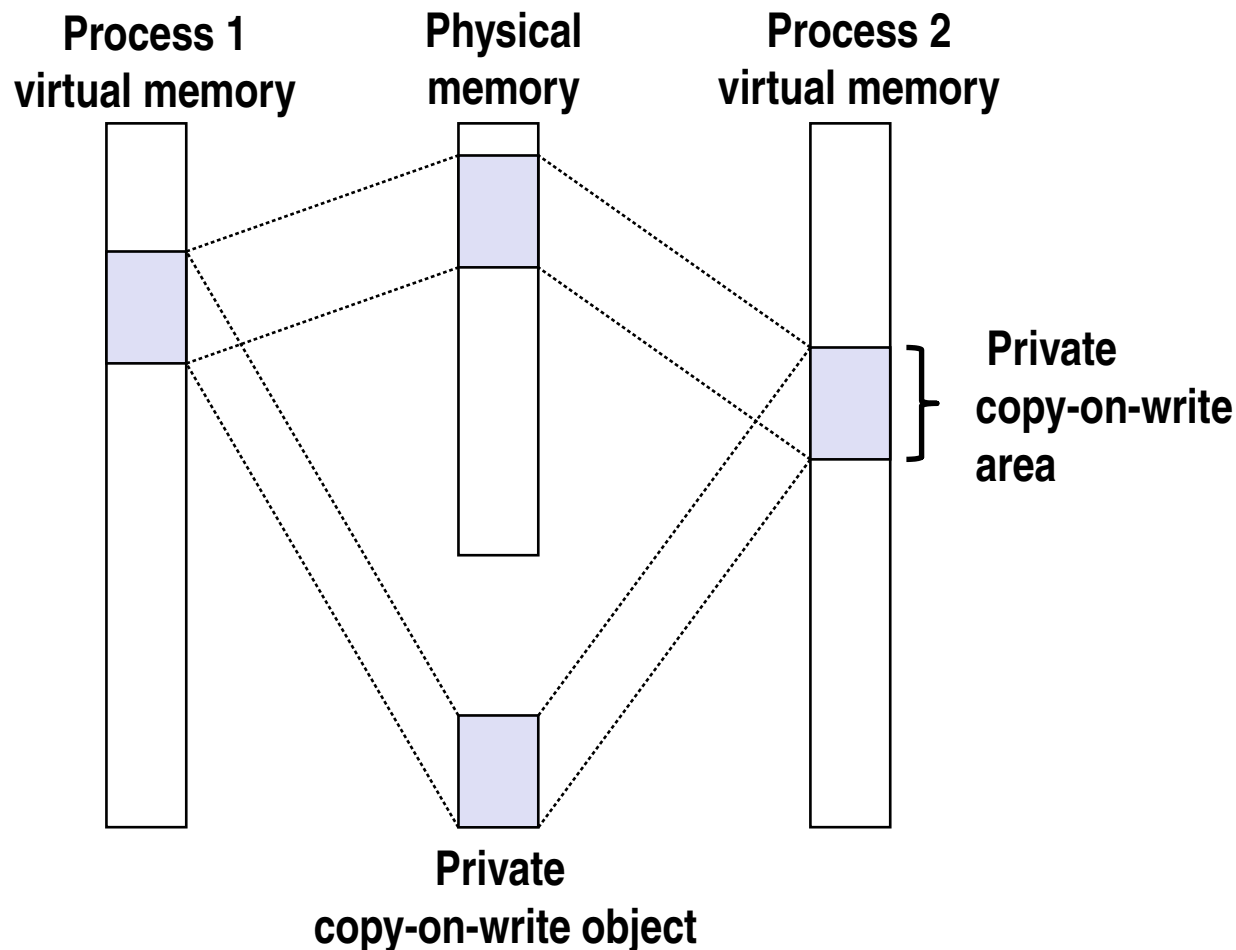 Process 1
virtual memory
Physical
memory
Process 2
virtual memory
Private
copy-on-write
area
Private
copy-on-write object